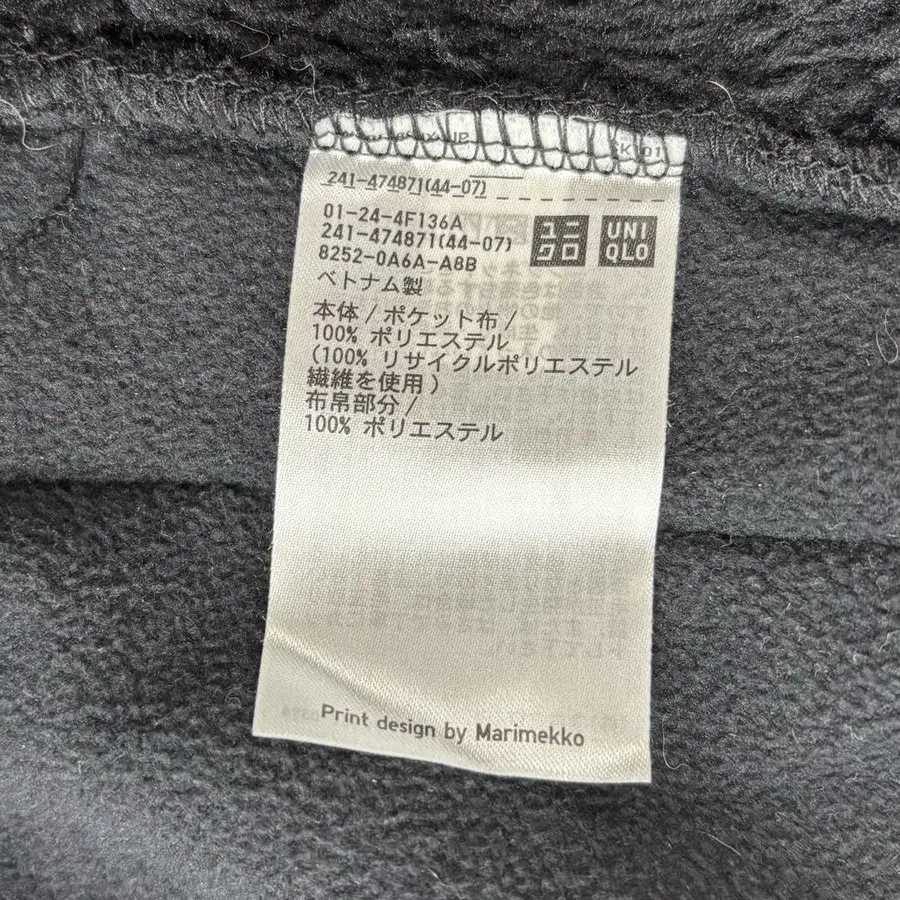 241-474871(44-07)
01-24-4F136A
241-474871(44-07)
8252-0A6A-A8B
ベトナム製
ユニクロ
UNIQLO
本体/ポケット布/
100% ポリエステル
(100% リサイクルポリエステル
繊維を使用)
布帛部分/
100% ポリエステル
Print design by Marimekko